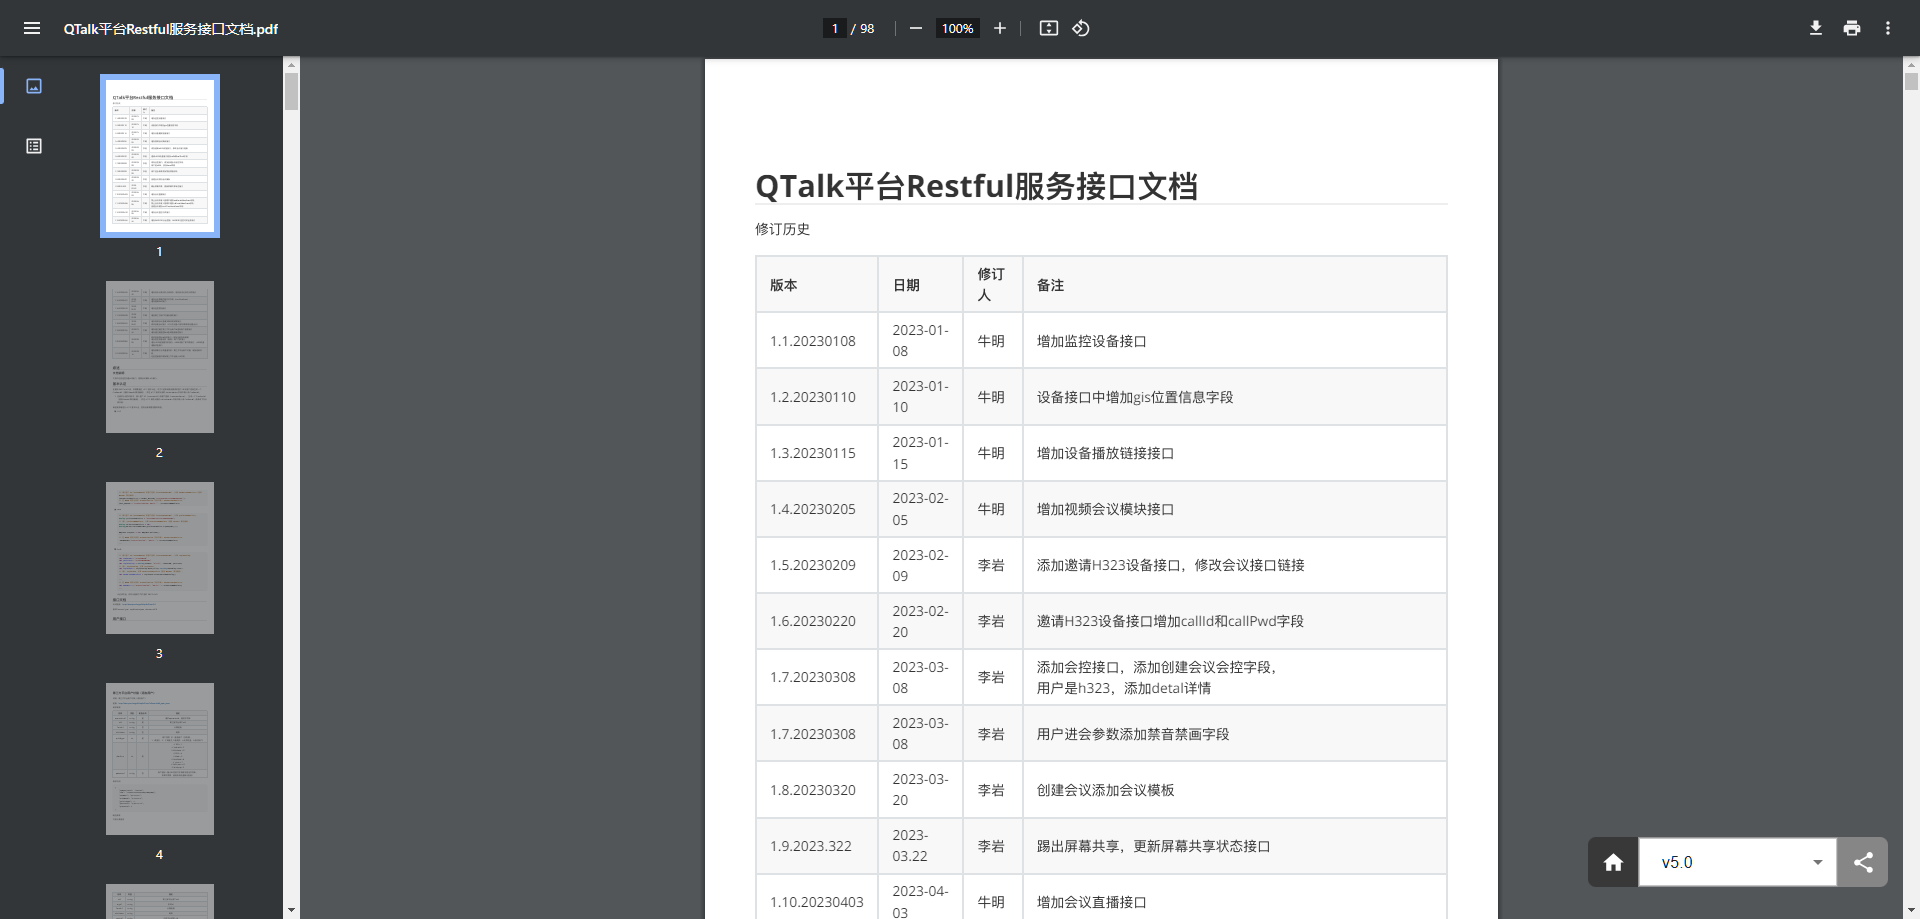 QTalk平台Restful服务接口文档.pdf
1 / 98
100%
1
2
3
4
QTalk平台Restful服务接口文档
修订历史
版本 日期 修订人 备注
1.1.20230108 2023-01-08 牛明 增加监控设备接口
1.2.20230110 2023-01-10 牛明 设备接口中增加gis位置信息字段
1.3.20230115 2023-01-15 牛明 增加设备播放链接接口
1.4.20230205 2023-02-05 牛明 增加视频会议模块接口
1.5.20230209 2023-02-09 李岩 添加邀请H323设备接口，修改会议接口链接
1.6.20230220 2023-02-20 李岩 邀请H323设备接口增加callId和callPwd字段
1.7.20230308 2023-03-08 李岩 添加会控接口，添加创建会议会控字段，
用户是h323，添加detal详情
1.7.20230308 2023-03-08 李岩 用户进会参数添加禁音禁画字段
1.8.20230320 2023-03-20 李岩 创建会议添加会议模板
1.9.2023.322 2023-03.22 李岩 踢出屏幕共享，更新屏幕共享状态接口
1.10.20230403 2023-04-03 牛明 增加会议直播接口
v5.0